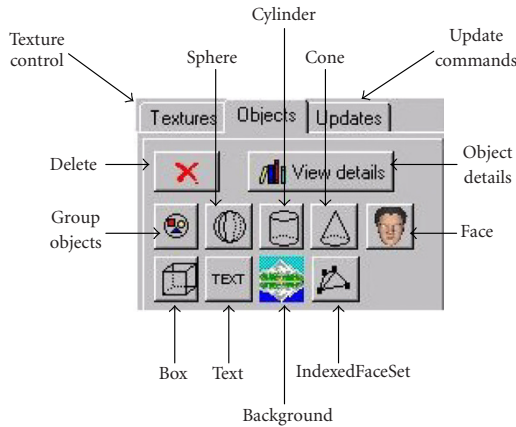 Cylinder
Texture
control
Sphere
Cone
Update
commands
Textures
Objects
Updates
Delete
View details
Object
details
Group
objects
Face
TEXT
Box
Text
IndexedFaceSet
Background